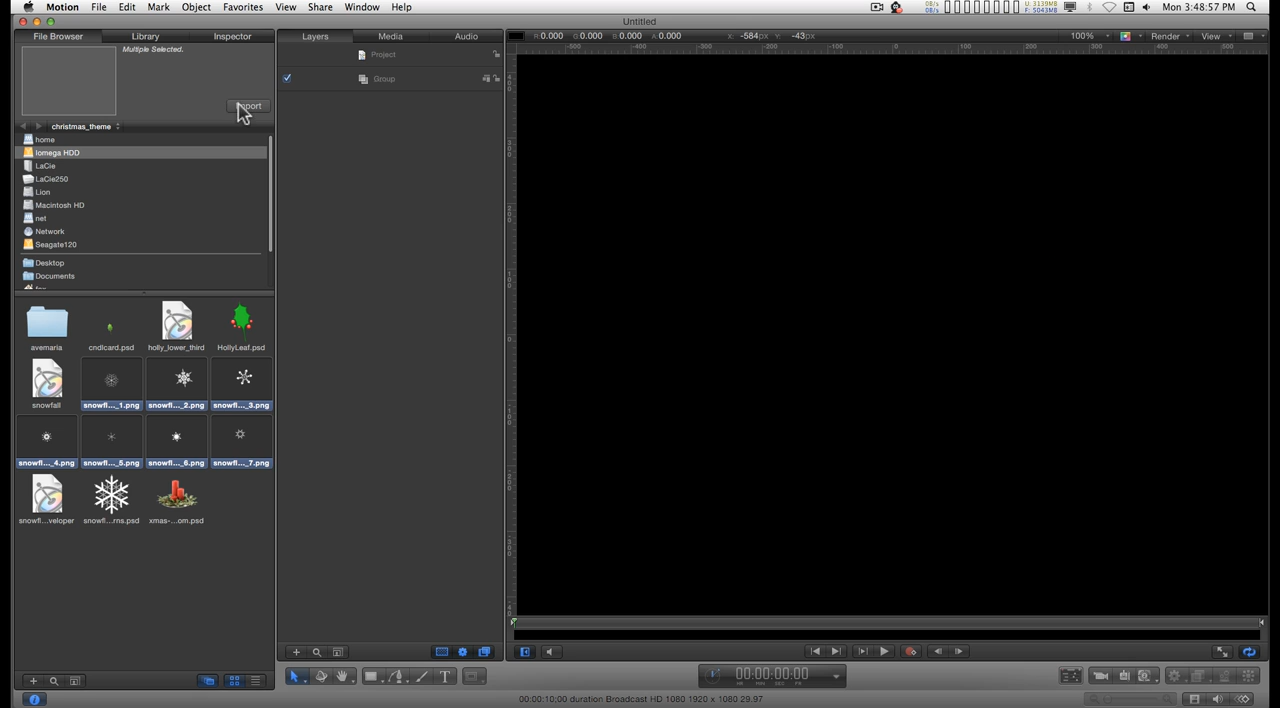 Motion File Edit Mark Object Favorites View Share Window Help
0B/s 0B/s U: 3139MB F: 5043MB Mon 3:48:57 PM
Untitled
File Browser Library Inspector
Layers Media Audio
R:0.000 G:0.000 B:0.000 A:0.000 X: -584px Y: -43px 100% Render View
Multiple Selected.
Project
Group
christmas_theme
home
Iomega HDD
LaCie
LaCie250
Lion
Macintosh HD
net
Network
Seagate120
Desktop
Documents
avemaria cndlcard.psd holly_lower_third HollyLeaf.psd
snowfall snowfl..._1.png snowfl..._2.png snowfl..._3.png
snowfl..._4.png snowfl..._5.png snowfl..._6.png snowfl..._7.png
snowfl...veloper snowfl...rns.psd xmas-...om.psd
00:00:00:00
00:00:10;00 duration Broadcast HD 1080 1920 x 1080 29.97